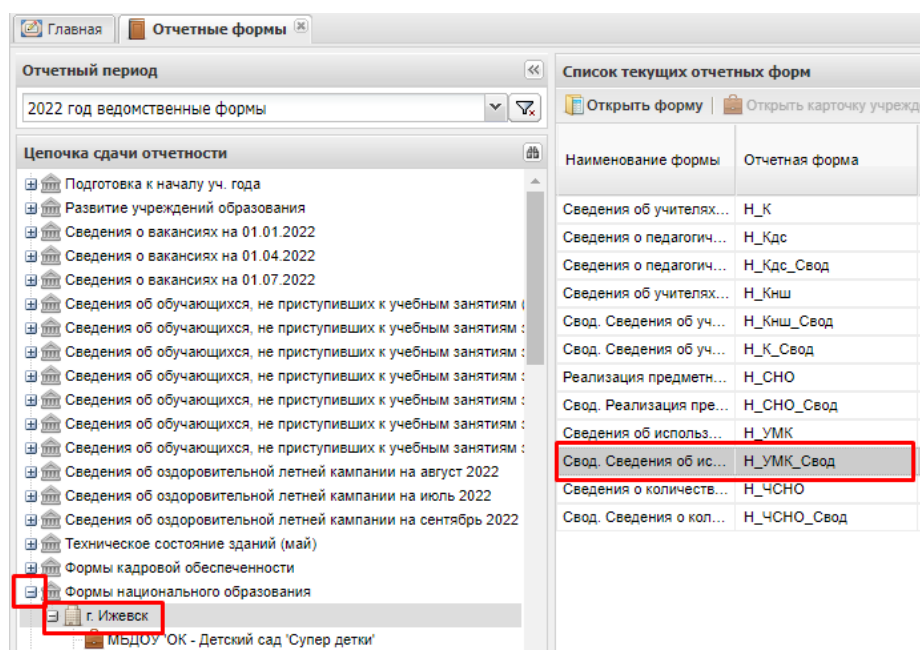 Главная
Отчетные формы
Отчетный период
2022 год ведомственные формы
Цепочка сдачи отчетности
Подготовка к началу уч. года
Развитие учреждений образования
Сведения о вакансиях на 01.01.2022
Сведения о вакансиях на 01.04.2022
Сведения о вакансиях на 01.07.2022
Сведения об обучающихся, не приступивших к учебным занятиям (
Сведения об обучающихся, не приступивших к учебным занятиям
Сведения об обучающихся, не приступивших к учебным занятиям
Сведения об обучающихся, не приступивших к учебным занятиям
Сведения об обучающихся, не приступивших к учебным занятиям
Сведения об обучающихся, не приступивших к учебным занятиям
Сведения об обучающихся, не приступивших к учебным занятиям
Сведения об оздоровительной летней кампании на август 2022
Сведения об оздоровительной летней кампании на июль 2022
Сведения об оздоровительной летней кампании на сентябрь 2022
Техническое состояние зданий (май)
Формы кадровой обеспеченности
Формы национального образования
г. Ижевск
МБДОУ "ОК - Детский сад 'Супер детки'
Список текущих отчетных форм
Открыть форму | Открыть карточку учрежд
Наименование формы Отчетная форма
Сведения об учителях... Н_К
Сведения о педагогич... Н_Кдс
Сведения о педагогич... Н_Кдс_Свод
Сведения об учителях... Н_Кнш
Свод. Сведения об уч... Н_Кнш_Свод
Свод. Сведения об уч... Н_К_Свод
Реализация предметн... Н_СНО
Свод. Реализация пре... Н_СНО_Свод
Сведения об использ... Н_УМК
Свод. Сведения об ис... Н_УМК_Свод
Сведения о количеств... Н_ЧСНО
Свод. Сведения о кол... Н_ЧСНО_Свод